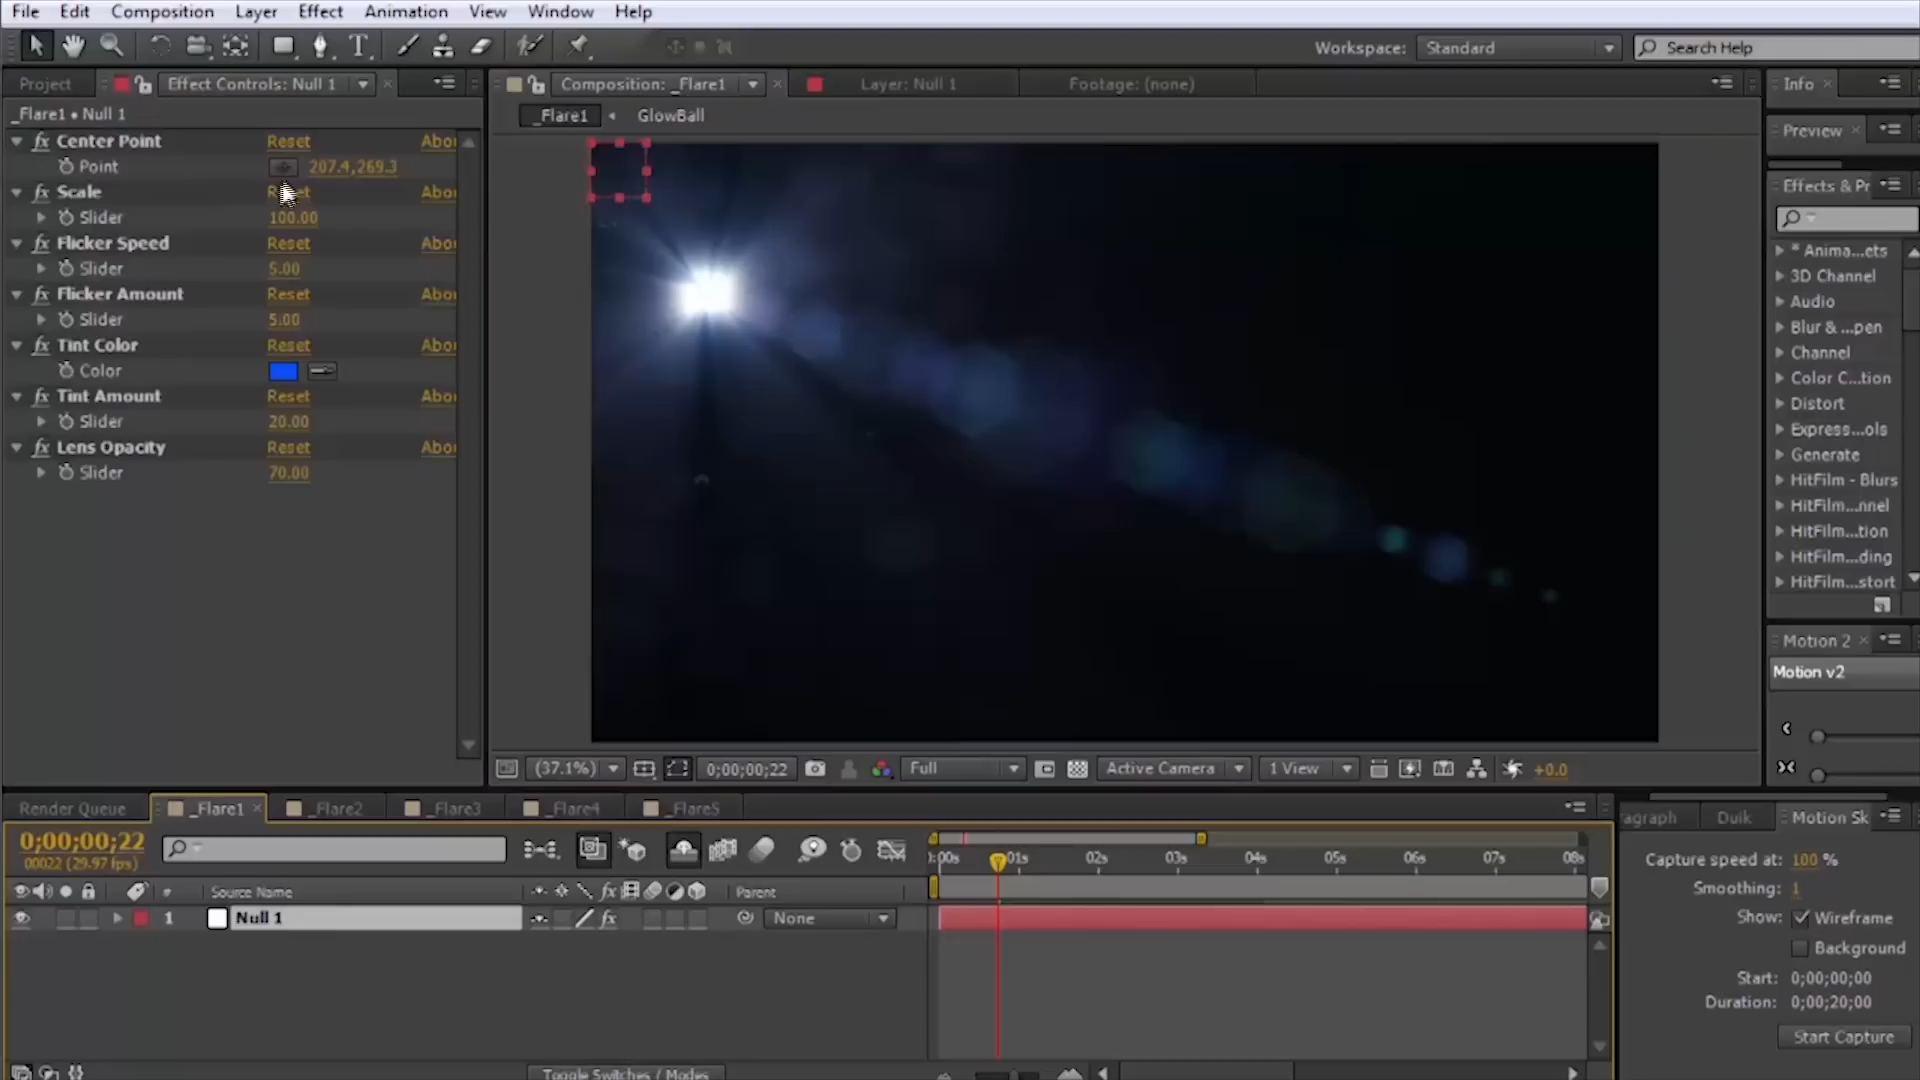 File Edit Composition Layer Effect Animation View Window Help
Workspace: Standard Search Help
Project Effect Controls: Null 1
_Flare1 • Null 1
Center Point Reset Abou
Point 207.4,269.3
Scale Reset Abou
Slider 100.00
Flicker Speed Reset Abou
Slider 5.00
Flicker Amount Reset Abou
Slider 5.00
Tint Color Reset Abou
Color
Tint Amount Reset Abou
Slider 20.00
Lens Opacity Reset Abou
Slider 70.00
Composition: _Flare1 Layer: Null 1 Footage: (none)
_Flare1 GlowBall
(37.1%) 0;00;00;22 Full Active Camera 1 View +0.0
Info
Preview
Effects & Pr
* Anima...ets
3D Channel
Audio
Blur & ...pen
Channel
Color C...tion
Distort
Express...ols
Generate
HitFilm - Blurs
HitFilm...nnel
HitFilm...tion
HitFilm...ding
HitFilm...stort
Motion 2
Motion v2
Render Queue _Flare1 _Flare2 _Flare3 _Flare4 _Flare5
0;00;00;22
00022 (29.97 fps)
# Source Name Parent
1 Null 1 fx None
):00s 01s 02s 03s 04s 05s 06s 07s 08s
Toggle Switches / Modes
agraph Duik Motion Sk
Capture speed at: 100 %
Smoothing: 1
Show: Wireframe
Background
Start: 0;00;00;00
Duration: 0;00;20;00
Start Capture